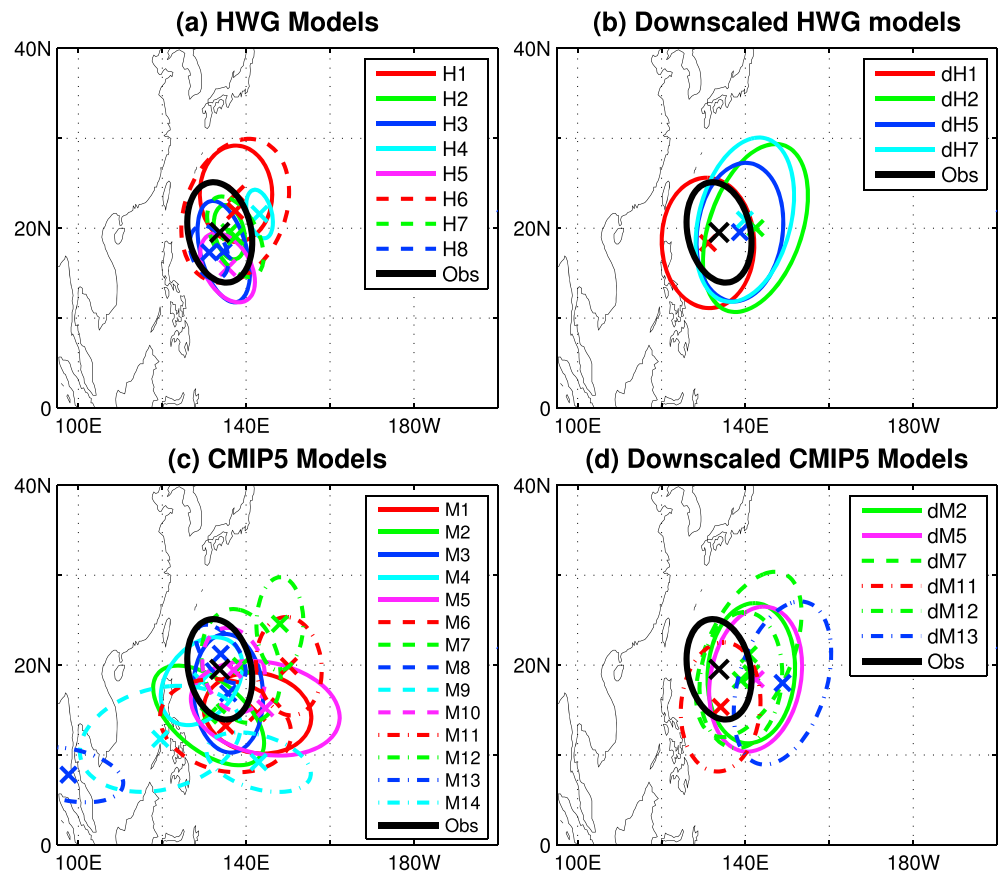 (a) HWG Models
40N
20N
0
100E
140E
180W
H1
H2
H3
H4
H5
H6
H7
H8
Obs
(b) Downscaled HWG models
40N
20N
0
100E
140E
180W
dH1
dH2
dH5
dH7
Obs
(c) CMIP5 Models
40N
20N
0
100E
140E
180W
M1
M2
M3
M4
M5
M6
M7
M8
M9
M10
M11
M12
M13
M14
Obs
(d) Downscaled CMIP5 Models
40N
20N
0
100E
140E
180W
dM2
dM5
dM7
dM11
dM12
dM13
Obs